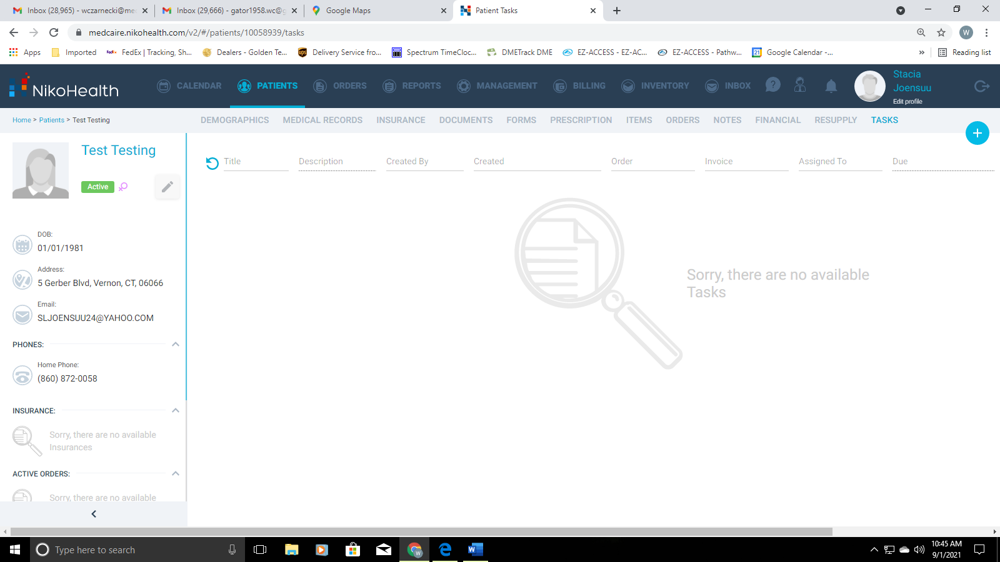 Inbox (28,965) - wczarnecki@me
Inbox (29,666) - gator1958.wc@g
Google Maps
Patient Tasks
medcaire.nikohealth.com/v2/#/patients/10058939/tasks
W
Apps
Imported
FedEx | Tracking, Sh...
Dealers - Golden Te...
Delivery Service fro...
Spectrum TimeCloc...
DMETrack DME
EZ-ACCESS - EZ-AC...
EZ-ACCESS - Pathw...
Google Calendar -...
»
Reading list
NikoHealth
CALENDAR
PATIENTS
ORDERS
REPORTS
MANAGEMENT
BILLING
INVENTORY
INBOX
Stacia
Joensuu
Edit profile
Home > Patients > Test Testing
DEMOGRAPHICS
MEDICAL RECORDS
INSURANCE
DOCUMENTS
FORMS
PRESCRIPTION
ITEMS
ORDERS
NOTES
FINANCIAL
RESUPPLY
TASKS
Test Testing
Active
DOB:
01/01/1981
Address:
5 Gerber Blvd, Vernon, CT, 06066
Email:
SLJOENSUU24@YAHOO.COM
PHONES:
Home Phone:
(860) 872-0058
INSURANCE:
Sorry, there are no available
Insurances
ACTIVE ORDERS:
Sorry, there are no available
Title
Description
Created By
Created
Order
Invoice
Assigned To
Due
Sorry, there are no available
Tasks
Type here to search
10:45 AM
9/1/2021